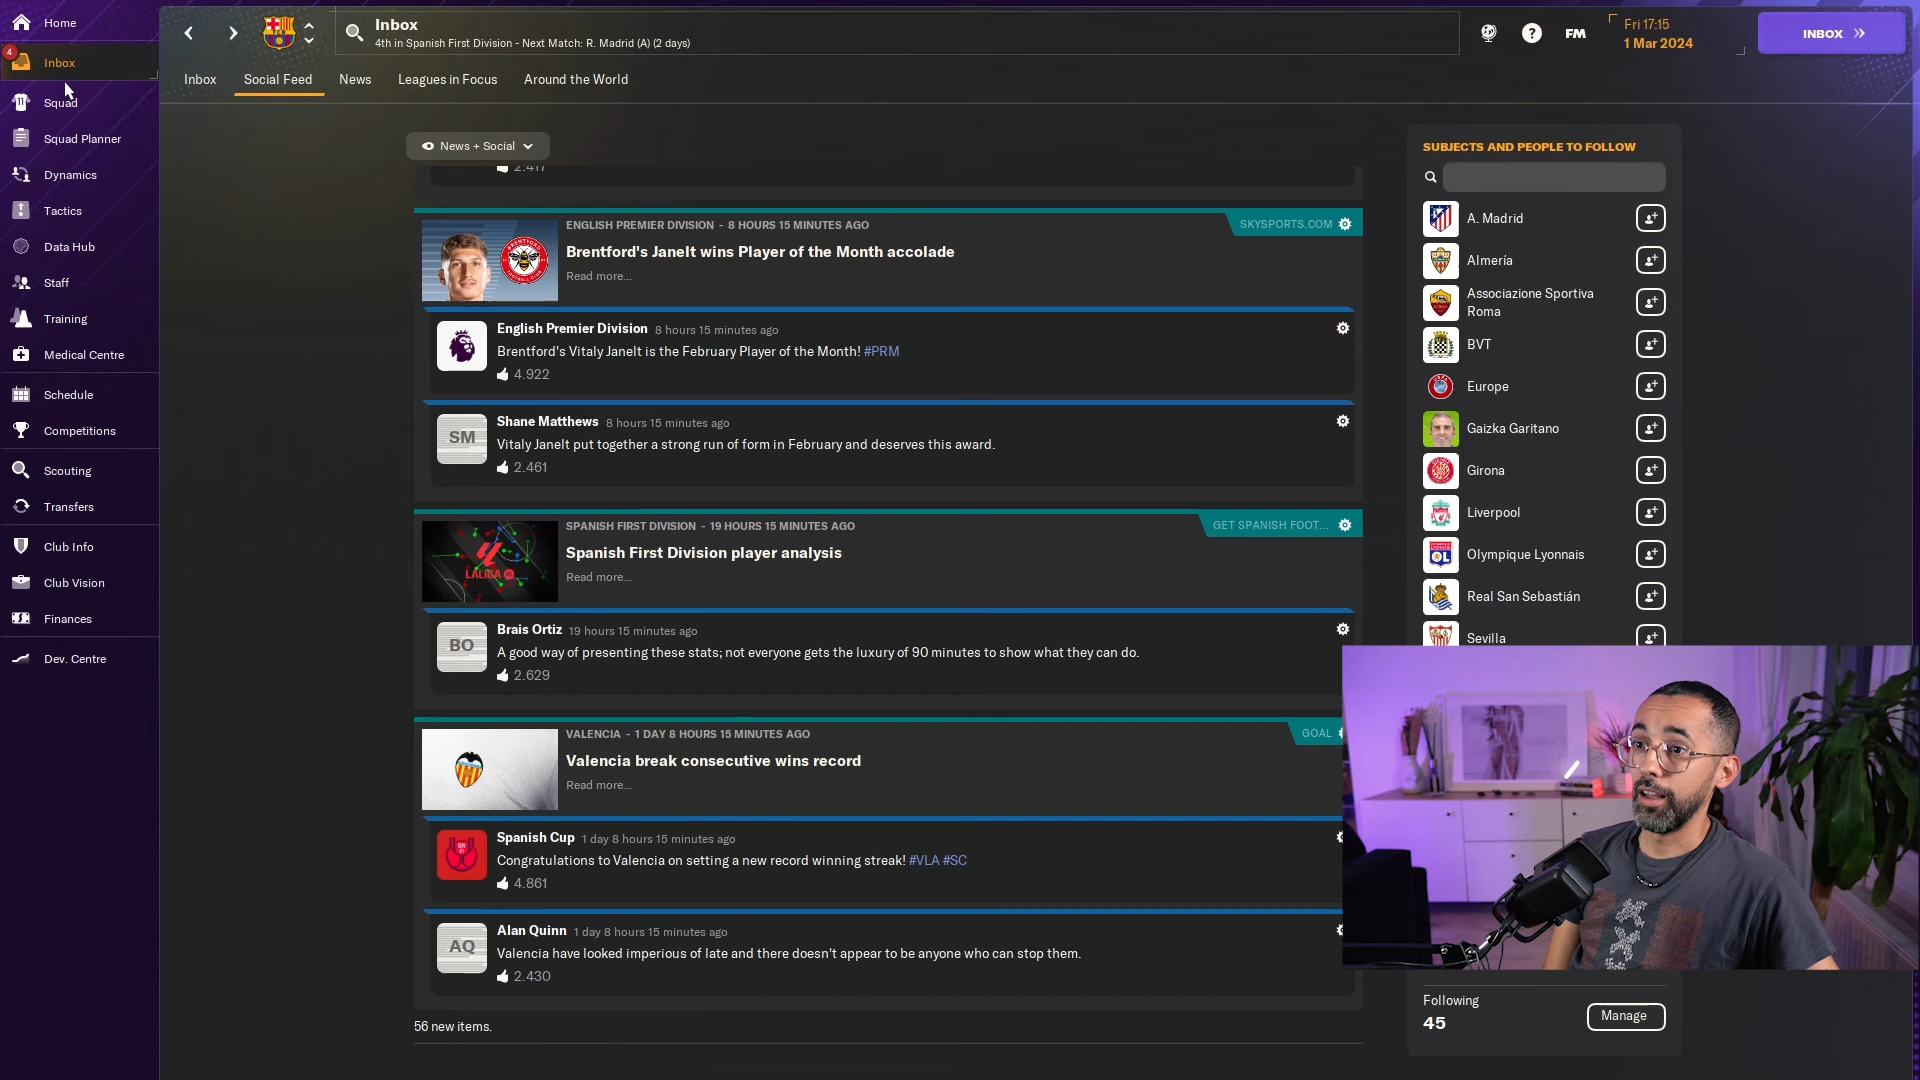 Home
4
Inbox
Squad
Squad Planner
Dynamics
Tactics
Data Hub
Staff
Training
Medical Centre
Schedule
Competitions
Scouting
Transfers
Club Info
Club Vision
Finances
Dev. Centre
Inbox
4th in Spanish First Division - Next Match: R. Madrid (A) (2 days)
FM
Fri 17:15
1 Mar 2024
INBOX
Inbox
Social Feed
News
Leagues in Focus
Around the World
News + Social
2.417
ENGLISH PREMIER DIVISION - 8 HOURS 15 MINUTES AGO
SKYSPORTS.COM
Brentford's Janelt wins Player of the Month accolade
Read more...
English Premier Division 8 hours 15 minutes ago
Brentford's Vitaly Janelt is the February Player of the Month! #PRM
4.922
SM
Shane Matthews 8 hours 15 minutes ago
Vitaly Janelt put together a strong run of form in February and deserves this award.
2.461
SPANISH FIRST DIVISION - 19 HOURS 15 MINUTES AGO
GET SPANISH FOOT...
LALIGA
Spanish First Division player analysis
Read more...
BO
Brais Ortiz 19 hours 15 minutes ago
A good way of presenting these stats; not everyone gets the luxury of 90 minutes to show what they can do.
2.629
VALENCIA - 1 DAY 8 HOURS 15 MINUTES AGO
GOAL
Valencia break consecutive wins record
Read more...
Spanish Cup 1 day 8 hours 15 minutes ago
Congratulations to Valencia on setting a new record winning streak! #VLA #SC
4.861
AQ
Alan Quinn 1 day 8 hours 15 minutes ago
Valencia have looked imperious of late and there doesn't appear to be anyone who can stop them.
2.430
56 new items.
SUBJECTS AND PEOPLE TO FOLLOW
A. Madrid
Almería
Associazione Sportiva
Roma
BVT
Europe
Gaizka Garitano
Girona
Liverpool
Olympique Lyonnais
Real San Sebastián
Sevilla
Following
45
Manage